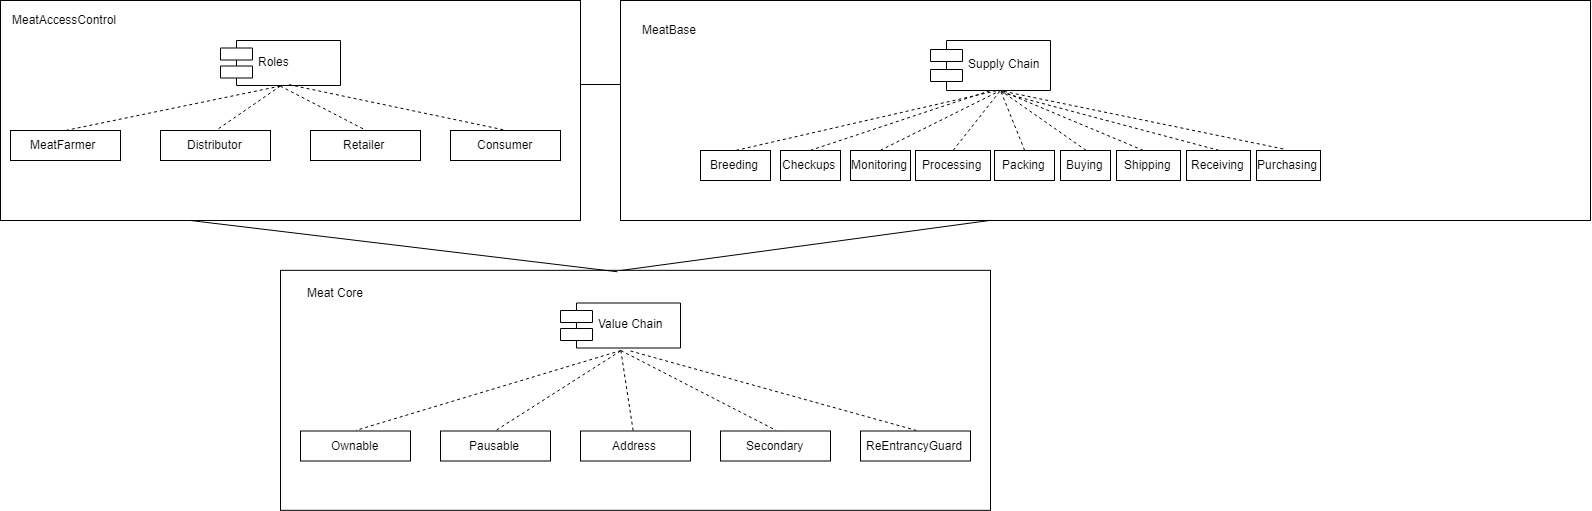 MeatAccessControl
Roles
MeatFarmer
Distributor
Retailer
Consumer
MeatBase
Supply Chain
Breeding
Checkups
Monitoring
Processing
Packing
Buying
Shipping
Receiving
Purchasing
Meat Core
Value Chain
Ownable
Pausable
Address
Secondary
ReEntrancyGuard